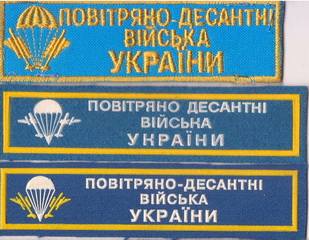 ПОВІТРЯНО-ДЕСАНТНІ
ВІЙСЬКА
УКРАЇНИ
ПОВІТРЯНО ДЕСАНТНІ
ВІЙСЬКА
УКРАЇНИ
ПОВІТРЯНО-ДЕСАНТНІ
ВІЙСЬКА
УКРАЇНИ